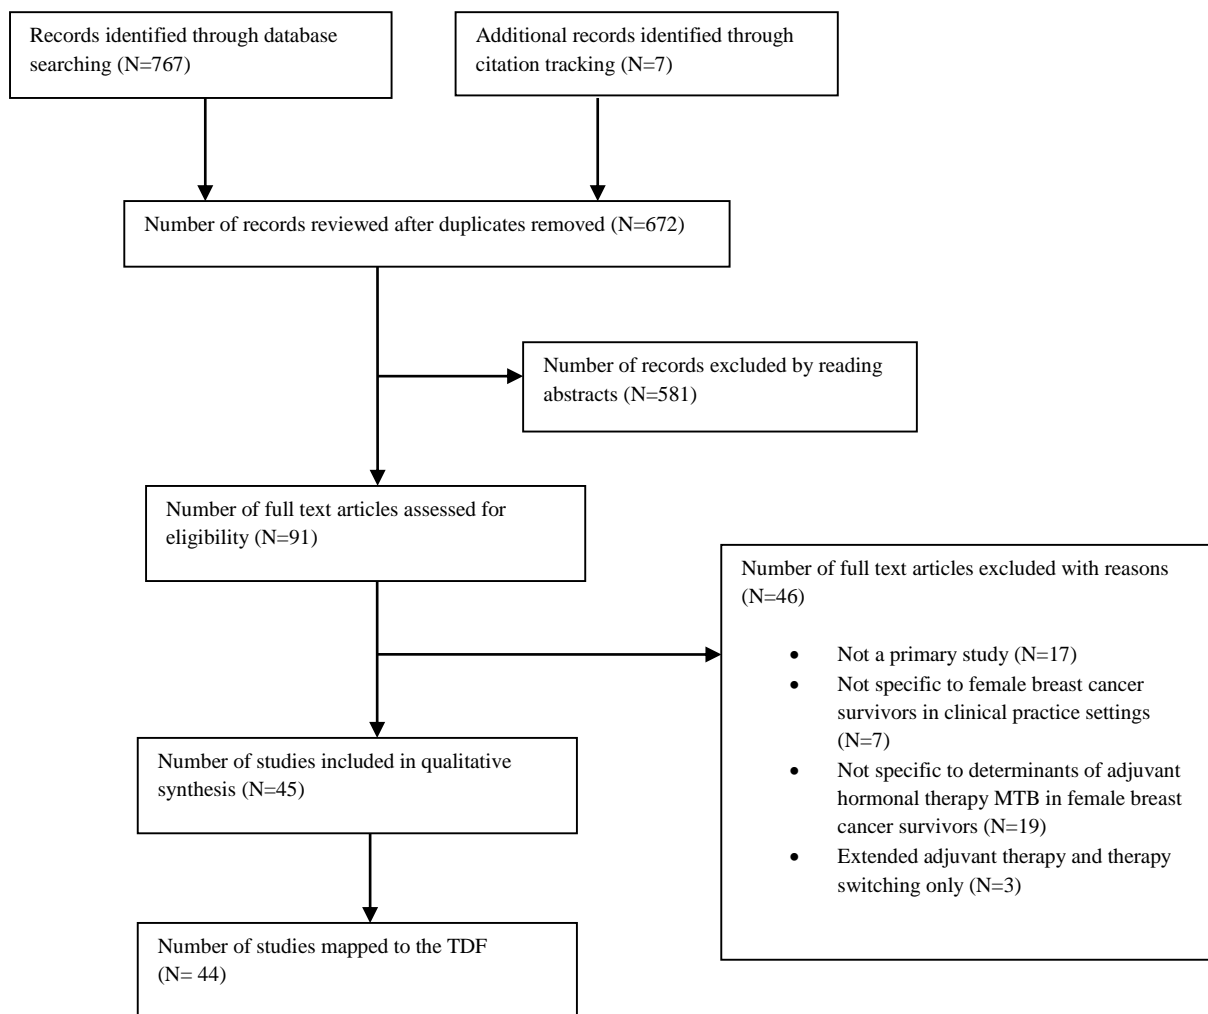 Records identified through database
searching (N=767)
Additional records identified through
citation tracking (N=7)
Number of records reviewed after duplicates removed (N=672)
Number of records excluded by reading
abstracts (N=581)
Number of full text articles assessed for
eligibility (N=91)
Number of full text articles excluded with reasons
(N=46)
• Not a primary study (N=17)
• Not specific to female breast cancer
survivors in clinical practice settings
(N=7)
• Not specific to determinants of adjuvant
hormonal therapy MTB in female breast
cancer survivors (N=19)
• Extended adjuvant therapy and therapy
switching only (N=3)
Number of studies included in qualitative
synthesis (N=45)
Number of studies mapped to the TDF
(N= 44)